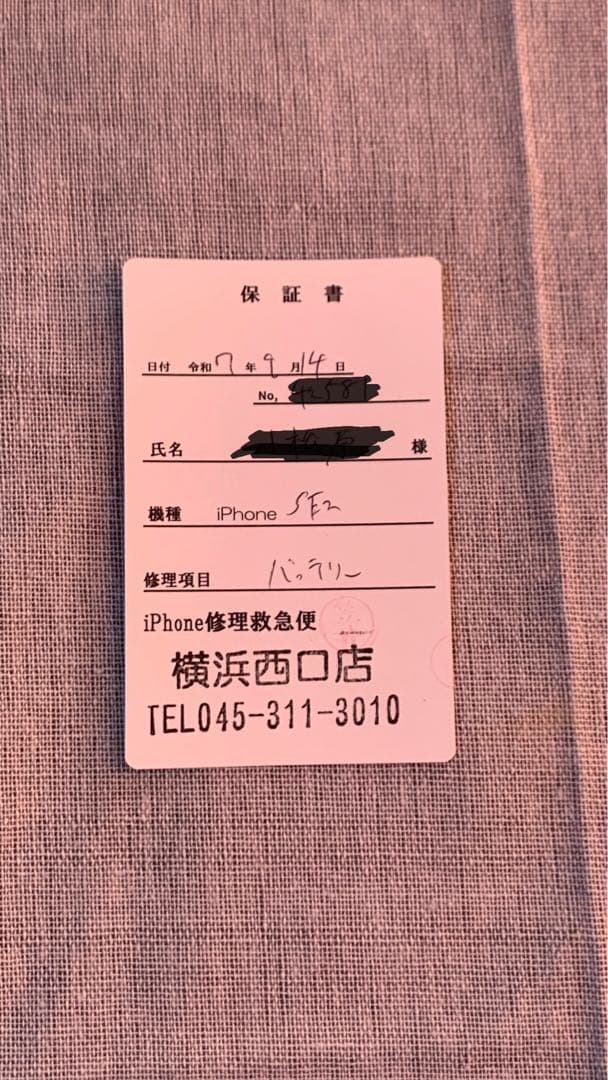 保証書
日付 令和7年9月14日
No,
氏名 様
機種 iPhone SE2
修理項目 バッテリー
iPhone修理救急便
横浜西口店
TEL045-311-3010